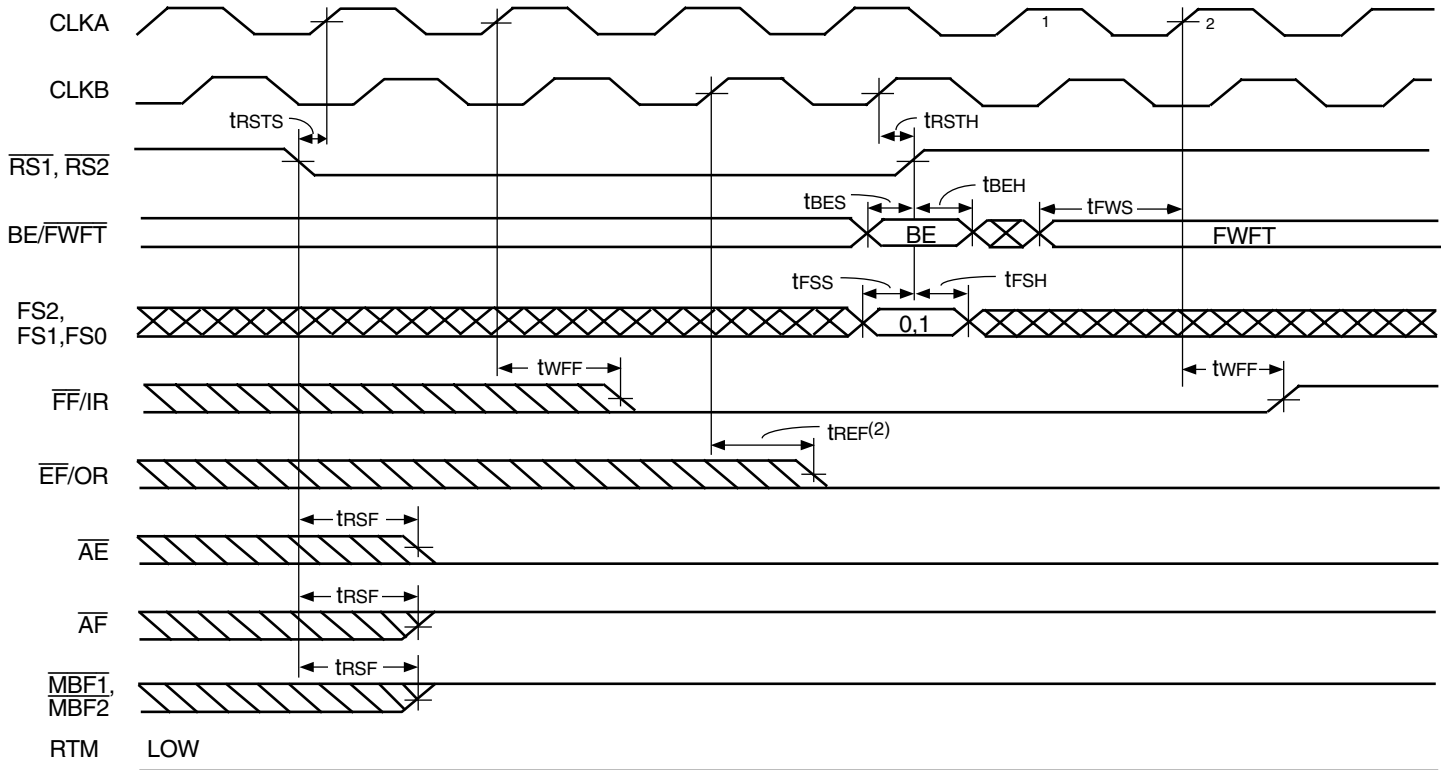 CLKA
1
2
CLKB
tRSTS
tRSTH
RS1, RS2
tBES
tBEH
tFWS
BE/FWFT
BE
FWFT
tFSS
tFSH
FS2,
FS1,FS0
0,1
tWFF
tWFF
FF/IR
tREF(2)
EF/OR
tRSF
AE
tRSF
AF
tRSF
MBF1,
MBF2
RTM LOW